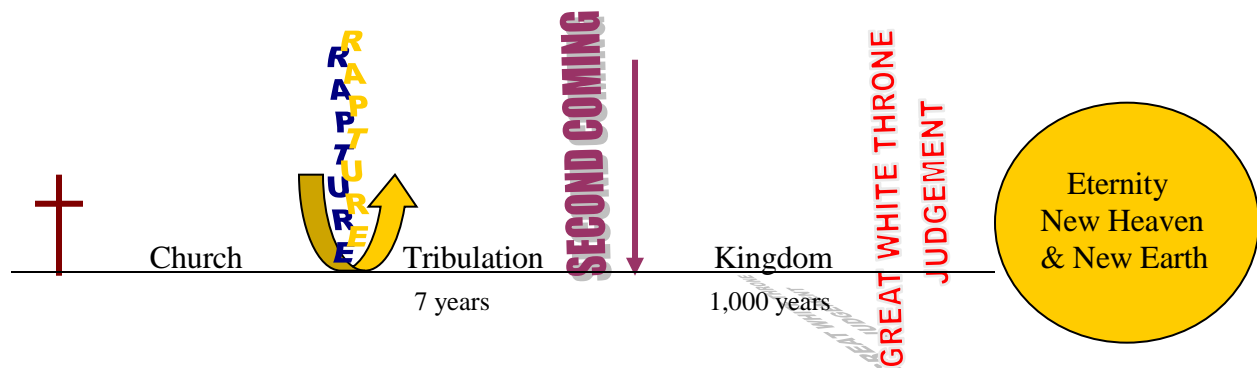 Church
RAPTURE
RAPTURE
Tribulation
7 years
SECOND COMING
Kingdom
1,000 years
GREAT WHITE THRONE
JUDGEMENT
Eternity
New Heaven
& New Earth